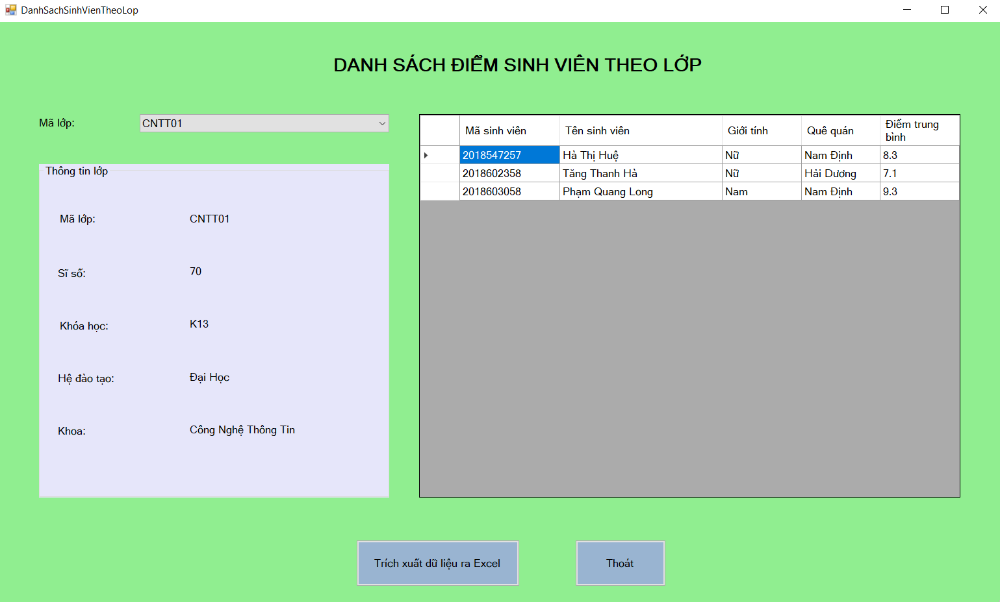 DanhSachSinhVienTheoLop
DANH SÁCH ĐIỂM SINH VIÊN THEO LỚP
Mã lớp: CNTT01
Thông tin lớp
Mã lớp: CNTT01
Sĩ số: 70
Khóa học: K13
Hệ đào tạo: Đại Học
Khoa: Công Nghệ Thông Tin
Mã sinh viên Tên sinh viên Giới tính Quê quán Điểm trung
bình
2018547257 Hà Thị Huệ Nữ Nam Định 8.3
2018602358 Tăng Thanh Hà Nữ Hải Dương 7.1
2018603058 Phạm Quang Long Nam Nam Định 9.3
Trích xuất dữ liệu ra Excel Thoát